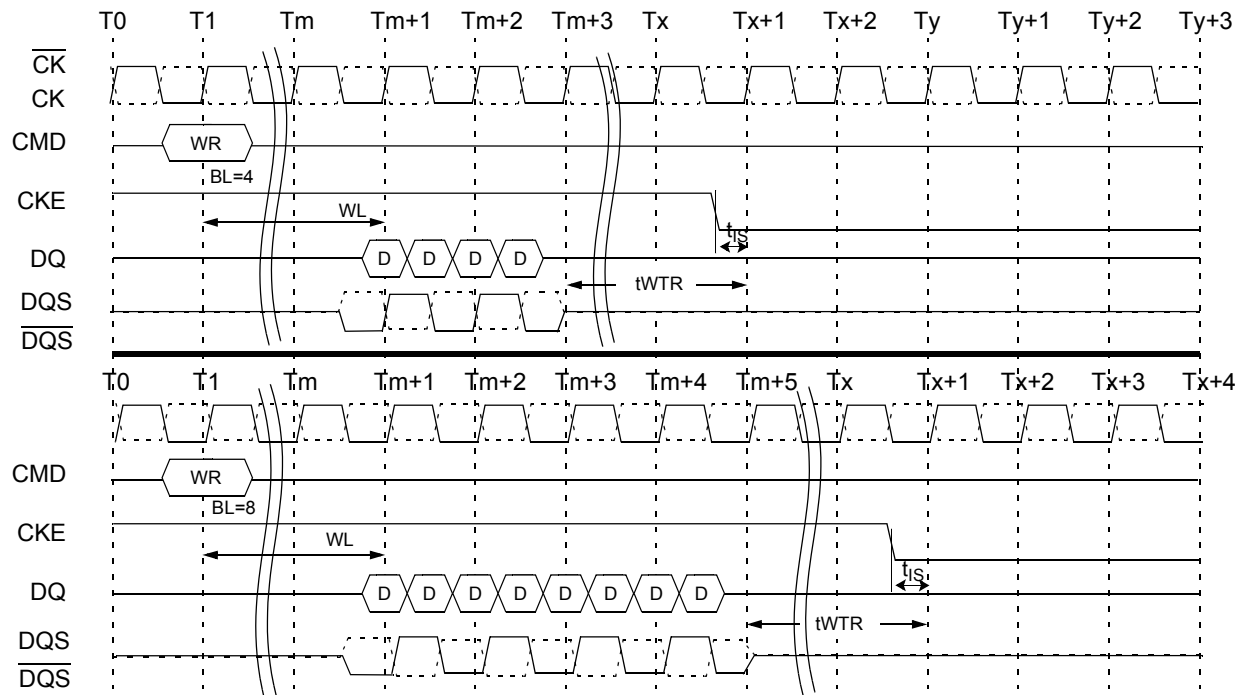 T0 T1 Tm Tm+1 Tm+2 Tm+3 Tx Tx+1 Tx+2 Ty Ty+1 Ty+2 Ty+3
CK
CK
CMD WR
BL=4
CKE
WL
tIS
DQ D D D D
tWTR
DQS
DQS
T0 T1 Tm Tm+1 Tm+2 Tm+3 Tm+4 Tm+5 Tx Tx+1 Tx+2 Tx+3 Tx+4
CMD WR
BL=8
CKE
WL
tIS
DQ D D D D D D D D
tWTR
DQS
DQS